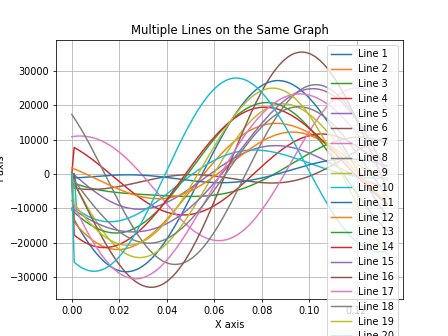 Multiple Lines on the Same Graph
30000
20000
10000
0
−10000
−20000
−30000
0.00
0.02
0.04
0.06
0.08
0.10
X axis
Line 1
Line 2
Line 3
Line 4
Line 5
Line 6
Line 7
Line 8
Line 9
Line 10
Line 11
Line 12
Line 13
Line 14
Line 15
Line 16
Line 17
Line 18
Line 19
Line 20